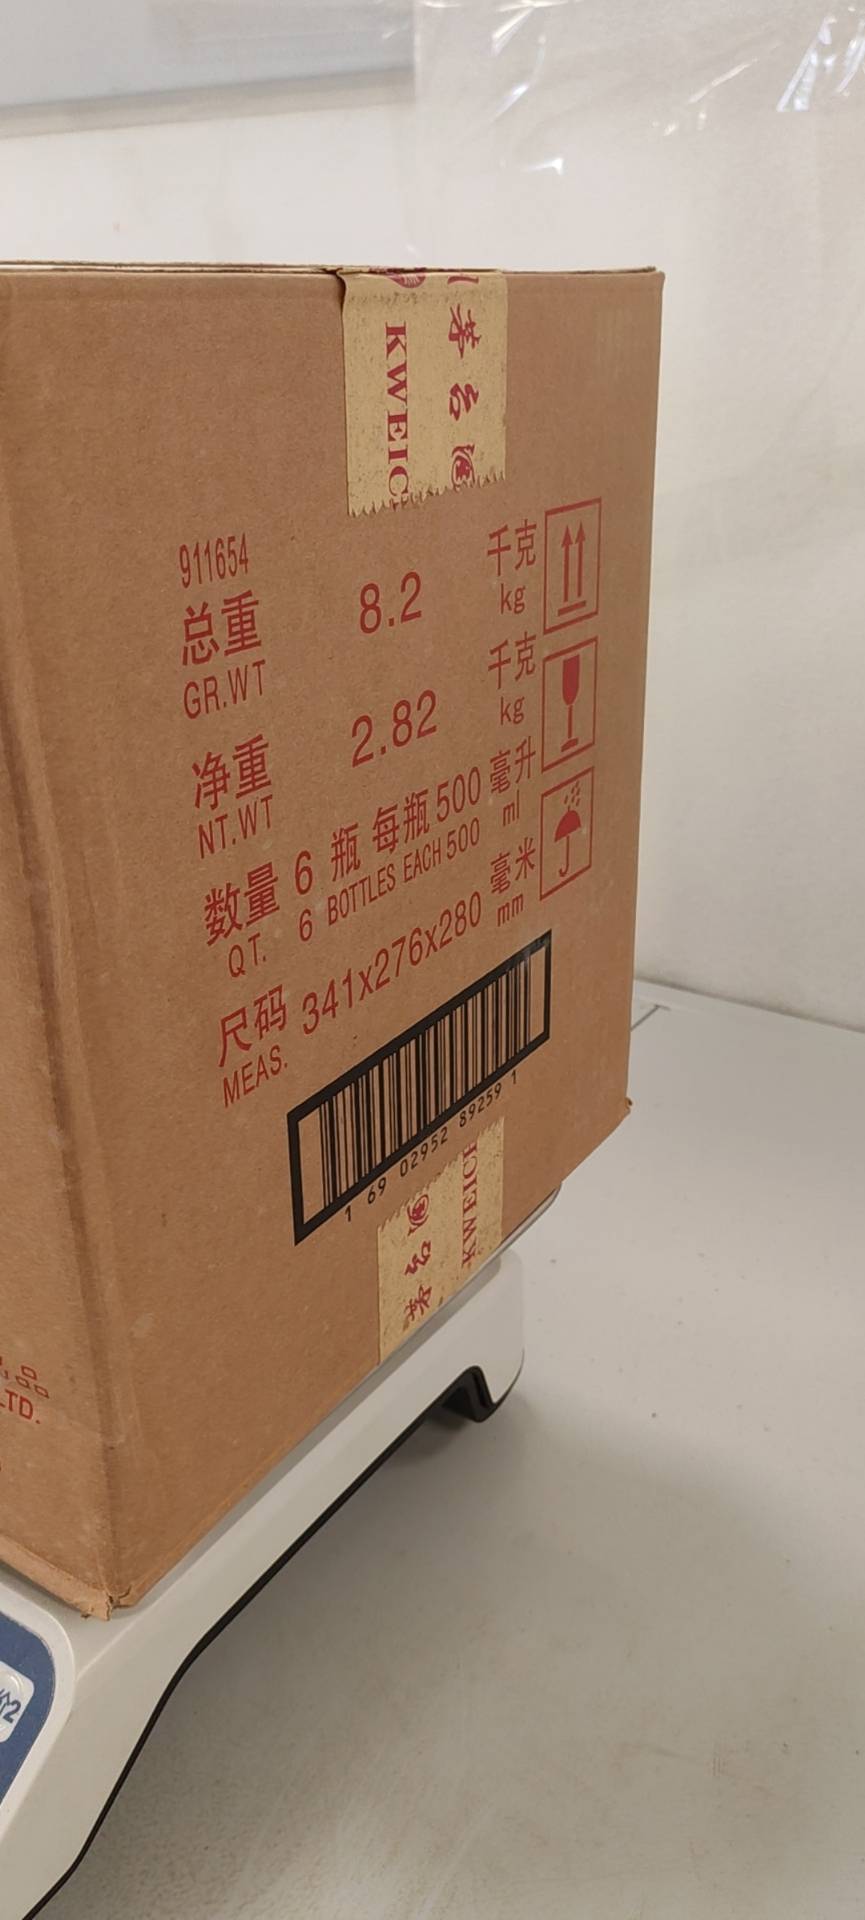 茅台酒
KWEIC
911654
总重 8.2 千克
GR.WT kg
净重 2.82 千克
NT.WT kg
数量 6 瓶 每瓶 500 毫升
QT. 6 BOTTLES EACH 500 ml
尺码 341x276x280 毫米
MEAS. mm
1 69 02952 89259 1
茅台酒
KWEICH
LTD.